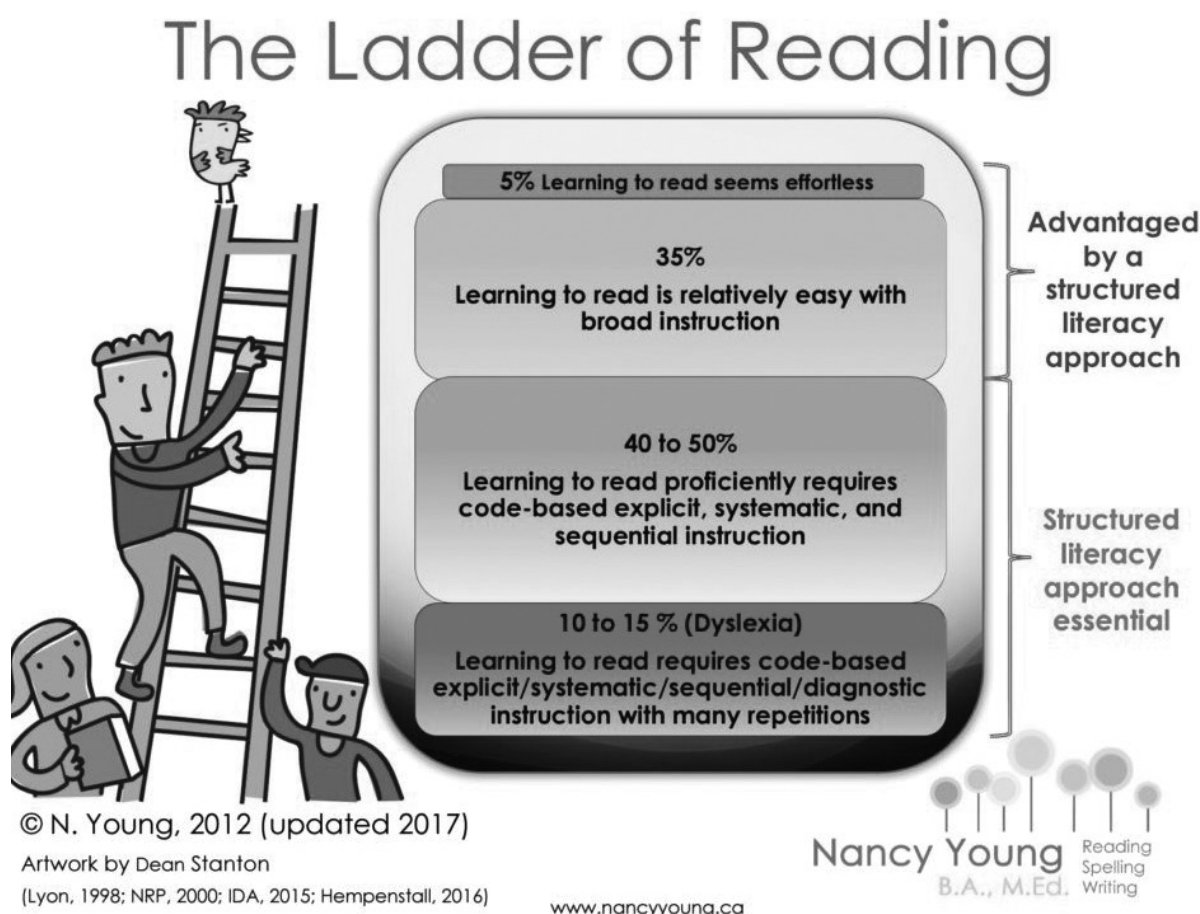 The Ladder of Reading
5% Learning to read seems effortless
35%
Learning to read is relatively easy with
broad instruction
40 to 50%
Learning to read proficiently requires
code-based explicit, systematic, and
sequential instruction
10 to 15 % (Dyslexia)
Learning to read requires code-based
explicit/systematic/sequential/diagnostic
instruction with many repetitions
Advantaged
by a
structured
literacy
approach
Structured
literacy
approach
essential
© N. Young, 2012 (updated 2017)
Artwork by Dean Stanton
(Lyon, 1998; NRP, 2000; IDA, 2015; Hempenstall, 2016)
www.nancyyoung.ca
Nancy Young
B.A., M.Ed.
Reading
Spelling
Writing